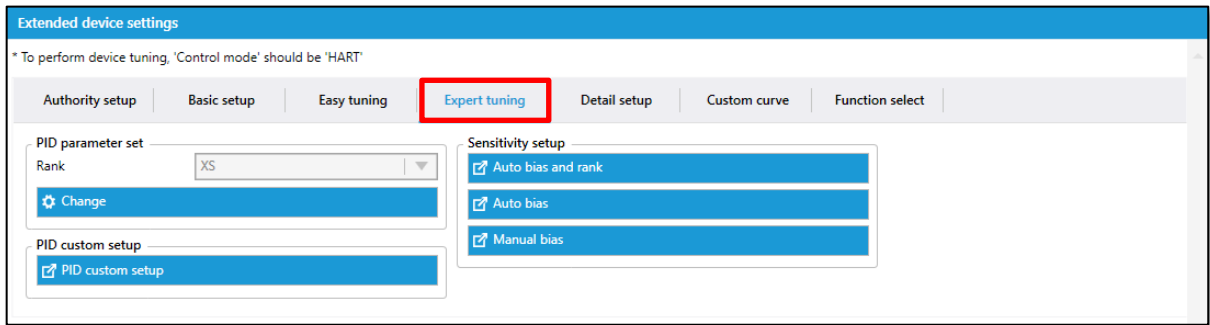 Extended device settings
* To perform device tuning, 'Control mode' should be 'HART'
Authority setup Basic setup Easy tuning Expert tuning Detail setup Custom curve Function select
PID parameter set
Rank XS
Change
PID custom setup
PID custom setup
Sensitivity setup
Auto bias and rank
Auto bias
Manual bias